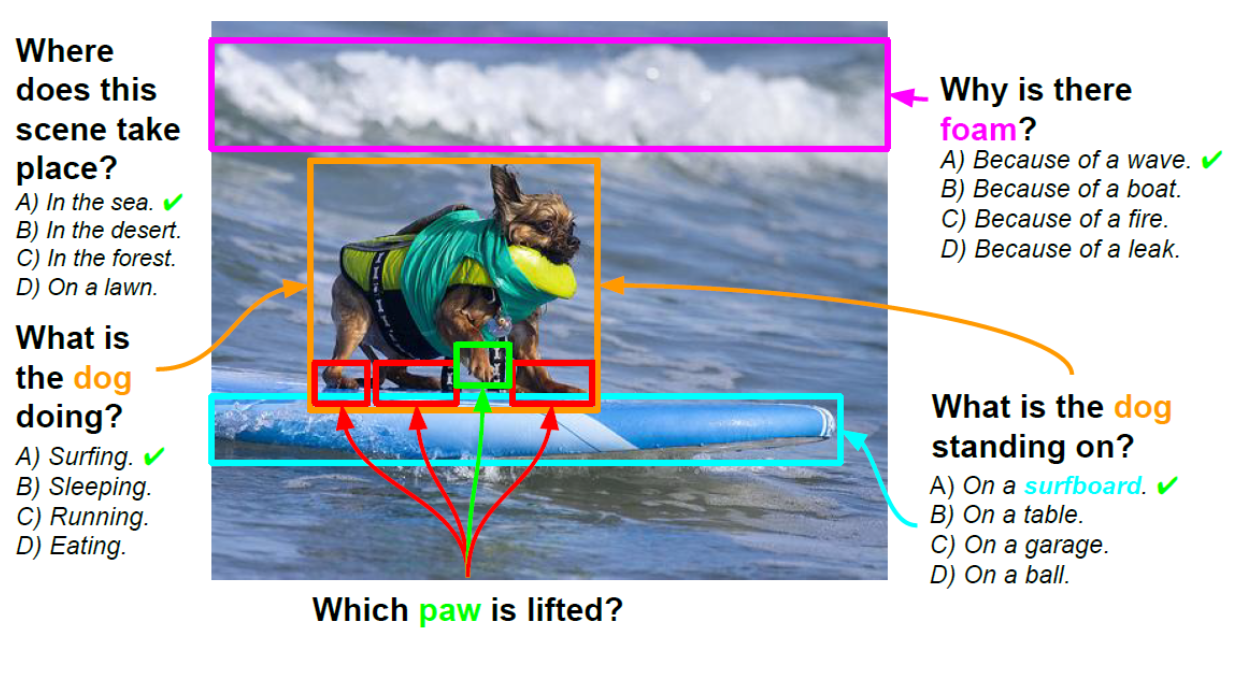 Where
does this
scene take
place?
A) In the sea. ✔
B) In the desert.
C) In the forest.
D) On a lawn.
What is
the dog
doing?
A) Surfing. ✔
B) Sleeping.
C) Running.
D) Eating.
Which paw is lifted?
Why is there
foam?
A) Because of a wave. ✔
B) Because of a boat.
C) Because of a fire.
D) Because of a leak.
What is the dog
standing on?
A) On a surfboard. ✔
B) On a table.
C) On a garage.
D) On a ball.